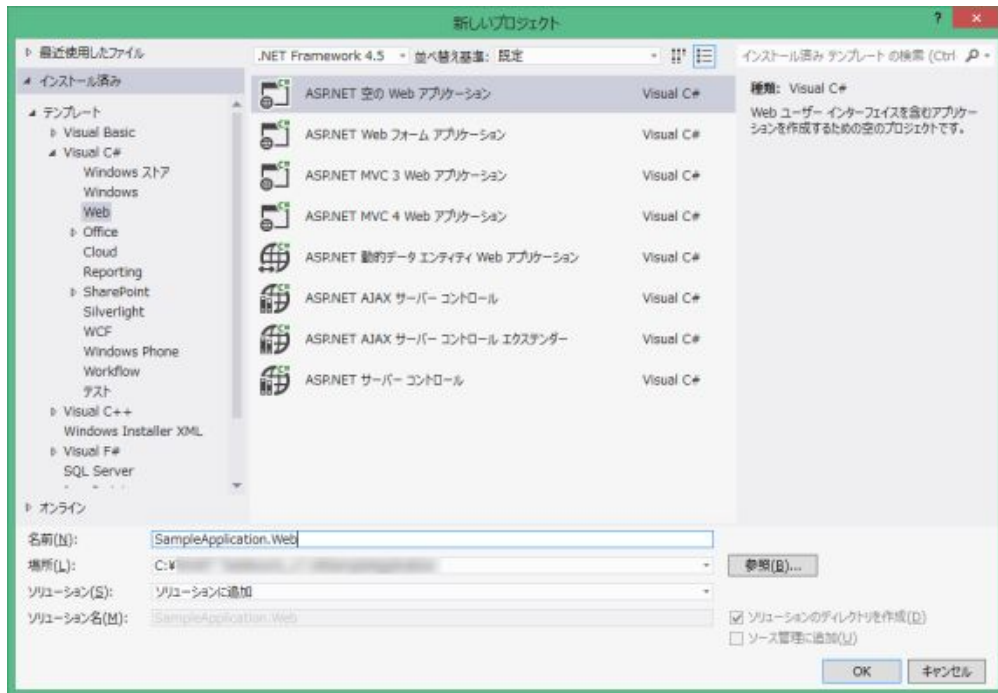 新しいプロジェクト
? ×
最近使用したファイル
.NET Framework 4.5 並べ替え基準: 既定
インストール済み テンプレート の検索 (Ctrl
インストール済み
テンプレート
Visual Basic
Visual C#
Windows ストア
Windows
Web
Office
Cloud
Reporting
SharePoint
Silverlight
WCF
Windows Phone
Workflow
テスト
Visual C++
Windows Installer XML
Visual F#
SQL Server
オンライン
ASP.NET 空の Web アプリケーション Visual C#
ASP.NET Web フォーム アプリケーション Visual C#
ASP.NET MVC 3 Web アプリケーション Visual C#
ASP.NET MVC 4 Web アプリケーション Visual C#
ASP.NET 動的データ エンティティ Web アプリケーション Visual C#
ASP.NET AJAX サーバー コントロール Visual C#
ASP.NET AJAX サーバー コントロール エクステンダー Visual C#
ASP.NET サーバー コントロール Visual C#
種類: Visual C#
Web ユーザー インターフェイスを含むアプリケー
ションを作成するための空のプロジェクトです。
名前(N): SampleApplication.Web
場所(L): C:¥
参照(B)...
ソリューション(S): ソリューションに追加
ソリューション名(M): SampleApplication.Web
ソリューションのディレクトリを作成(D)
ソース管理に追加(U)
OK キャンセル